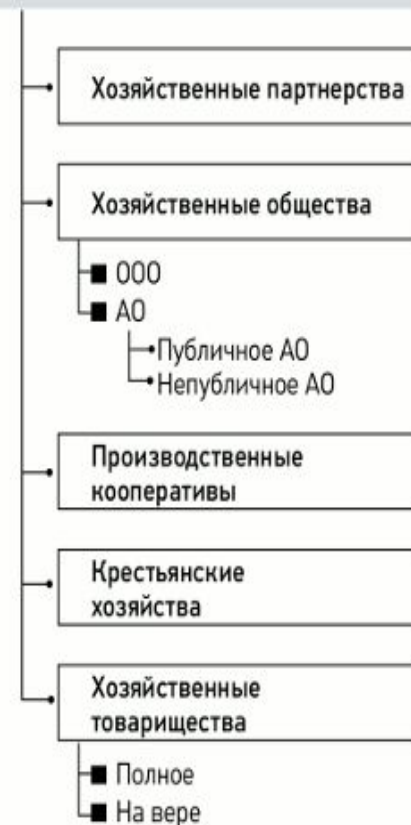 Хозяйственные партнерства
Хозяйственные общества
ООО
АО
Публичное АО
Непубличное АО
Производственные
кооперативы
Крестьянские
хозяйства
Хозяйственные
товарищества
Полное
На вере